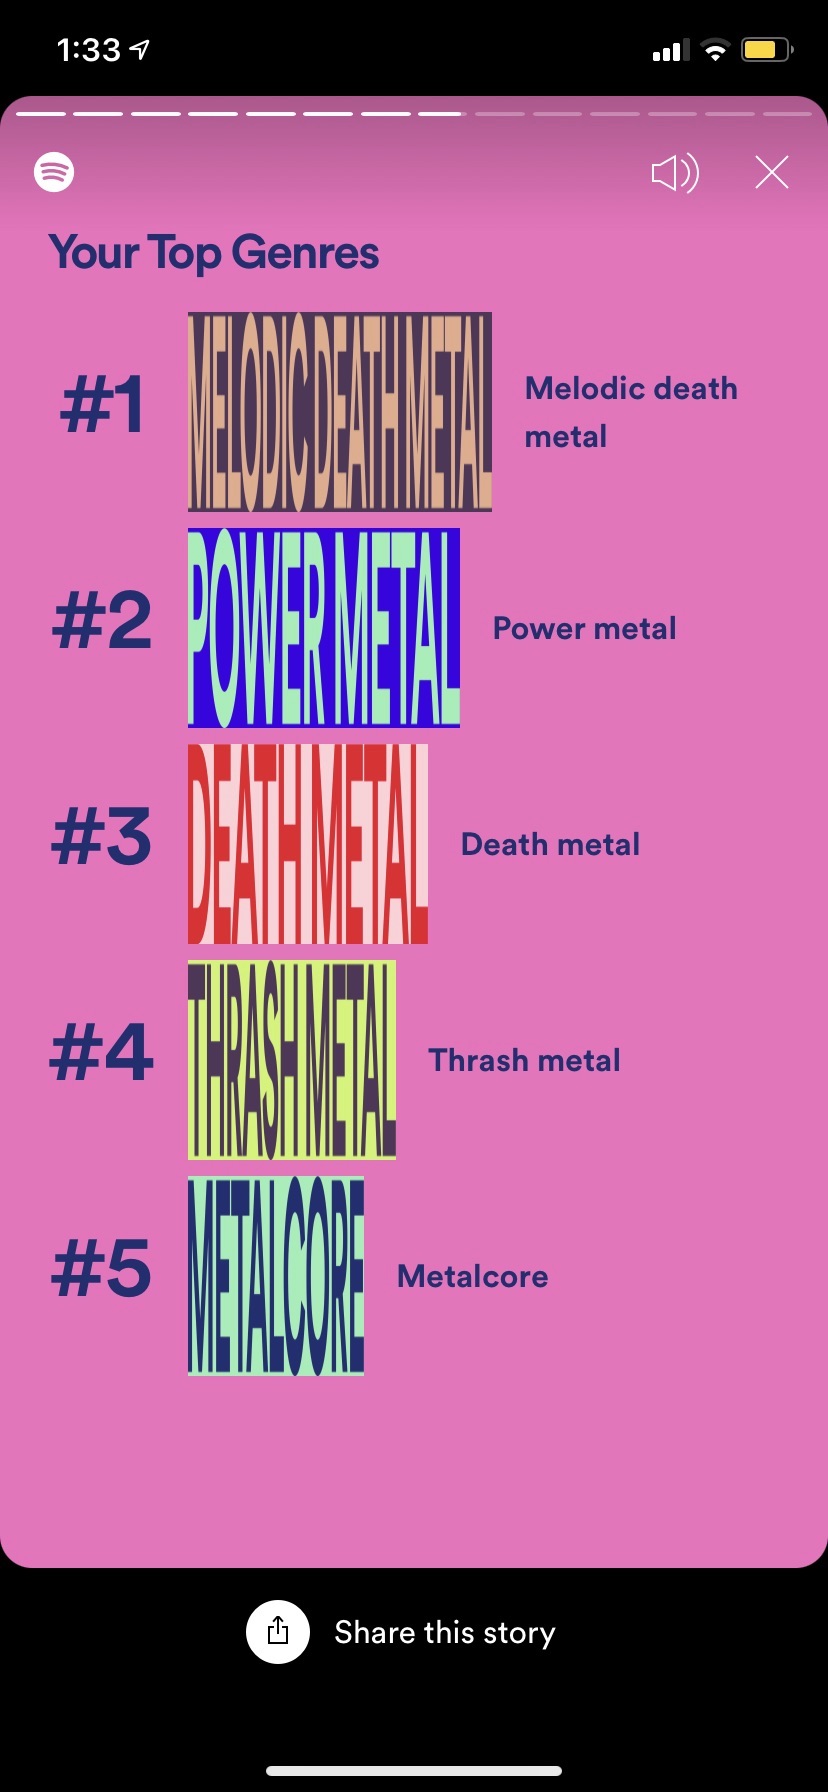 1:33
Your Top Genres
#1
MELODIC DEATH METAL
Melodic death
metal
#2
POWER METAL
Power metal
#3
DEATH METAL
Death metal
#4
THRASH METAL
Thrash metal
#5
METALCORE
Metalcore
Share this story